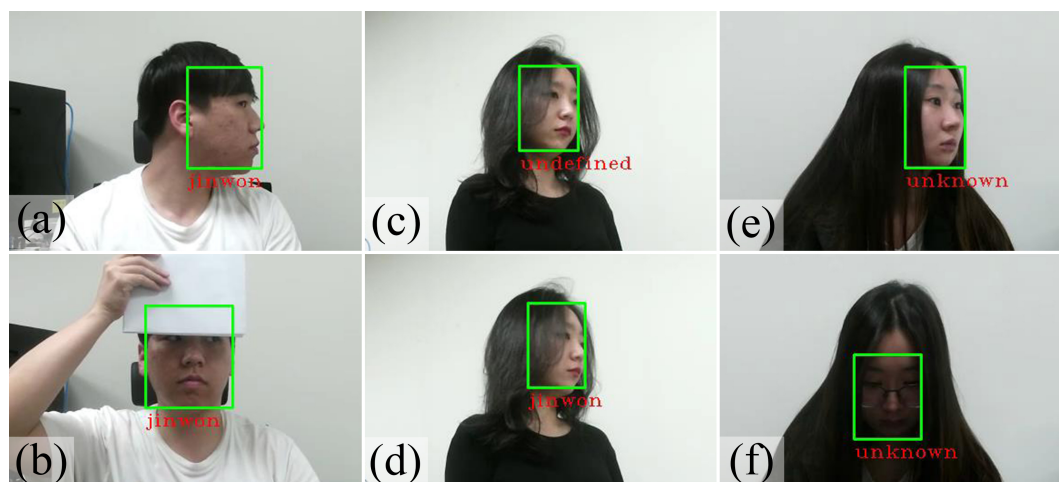 jinwon
(a)
undefined
(c)
unknown
(e)
jinwon
(b)
jinwon
(d)
unknown
(f)